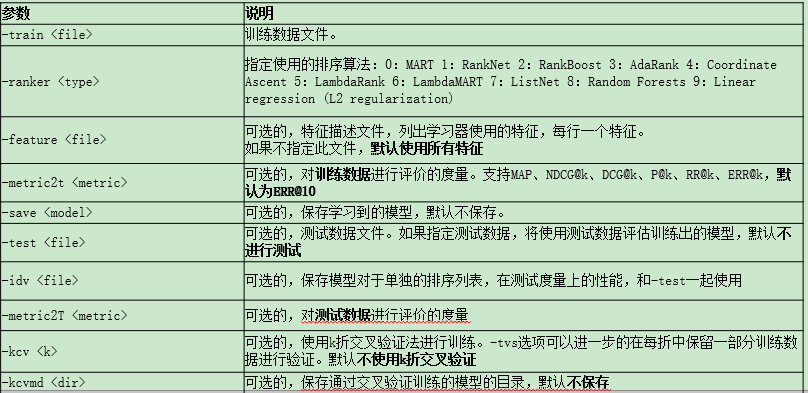 参数 说明
-train <file> 训练数据文件。
-ranker <type> 指定使用的排序算法：0: MART 1: RankNet 2: RankBoost 3: AdaRank 4: Coordinate
Ascent 5: LambdaRank 6: LambdaMART 7: ListNet 8: Random Forests 9: Linear
regression (L2 regularization)
-feature <file> 可选的，特征描述文件，列出学习器使用的特征，每行一个特征。
如果不指定此文件，默认使用所有特征
-metric2t <metric> 可选的，对训练数据进行评价的度量。支持MAP、NDCG@k、DCG@k、P@k、RR@k、ERR@k，默
认为ERR@10
-save <model> 可选的，保存学习到的模型，默认不保存。
-test <file> 可选的，测试数据文件。如果指定测试数据，将使用测试数据评估训练出的模型，默认不
进行测试
-idv <file> 可选的，保存模型对于单独的排序列表，在测试度量上的性能，和-test一起使用
-metric2T <metric> 可选的，对测试数据进行评价的度量
-kcv <k> 可选的，使用k折交叉验证法进行训练。-tvs选项可以进一步的在每折中保留一部分训练数
据进行验证。默认不使用k折交叉验证
-kcvmd <dir> 可选的，保存通过交叉验证训练的模型的目录，默认不保存